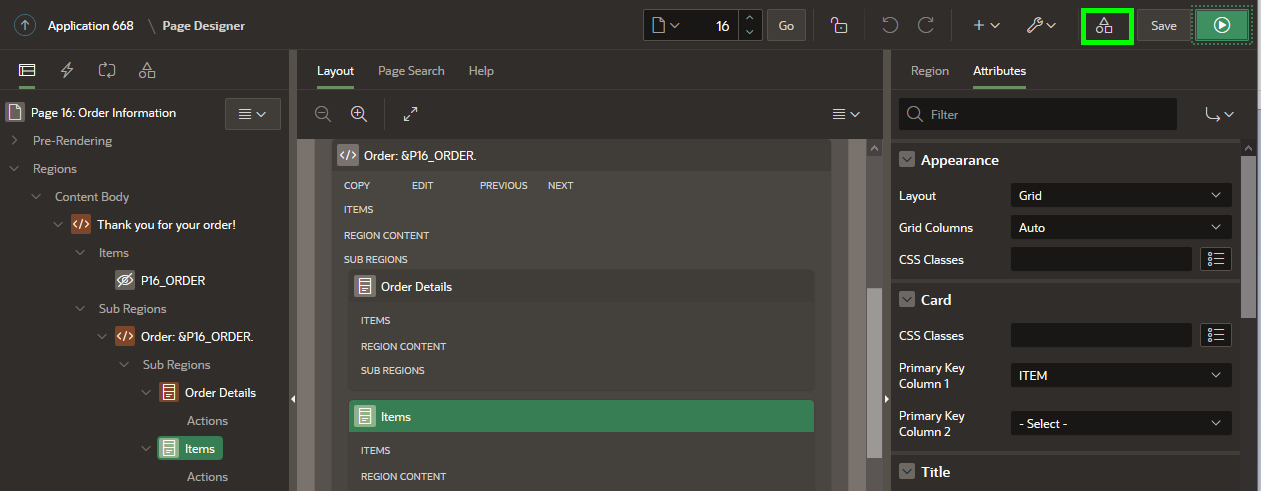 Application 668 \ Page Designer
16
Go
Save
Layout
Page Search
Help
Region
Attributes
Page 16: Order Information
Pre-Rendering
Regions
Content Body
Thank you for your order!
Items
P16_ORDER
Sub Regions
Order: &P16_ORDER.
Sub Regions
Order Details
Actions
Items
Actions
Order: &P16_ORDER.
COPY EDIT PREVIOUS NEXT
ITEMS
REGION CONTENT
SUB REGIONS
Order Details
ITEMS
REGION CONTENT
SUB REGIONS
Items
ITEMS
REGION CONTENT
Filter
Appearance
Layout Grid
Grid Columns Auto
CSS Classes
Card
CSS Classes
Primary Key
Column 1
ITEM
Primary Key
Column 2
- Select -
Title